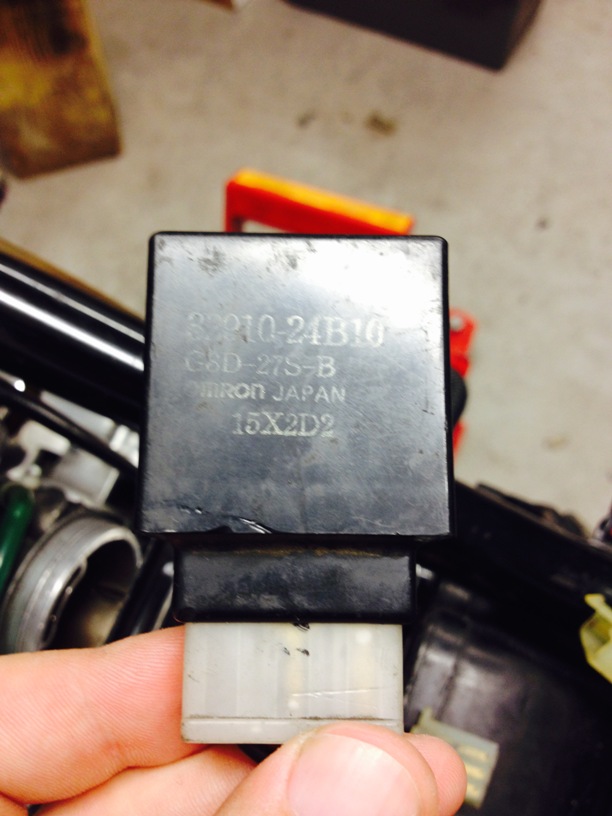 32910-24B10
G8D-27S-B
omron JAPAN
15X2D2